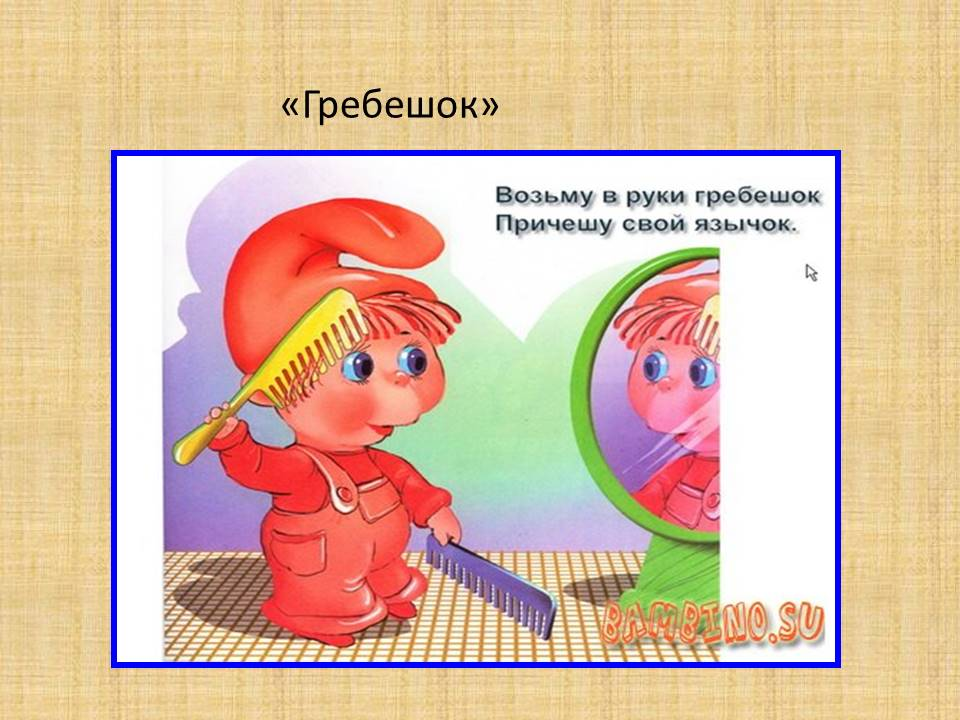 «Гребешок»
Возьму в руки гребешок
Причешу свой язычок.
BAMBINO.SU